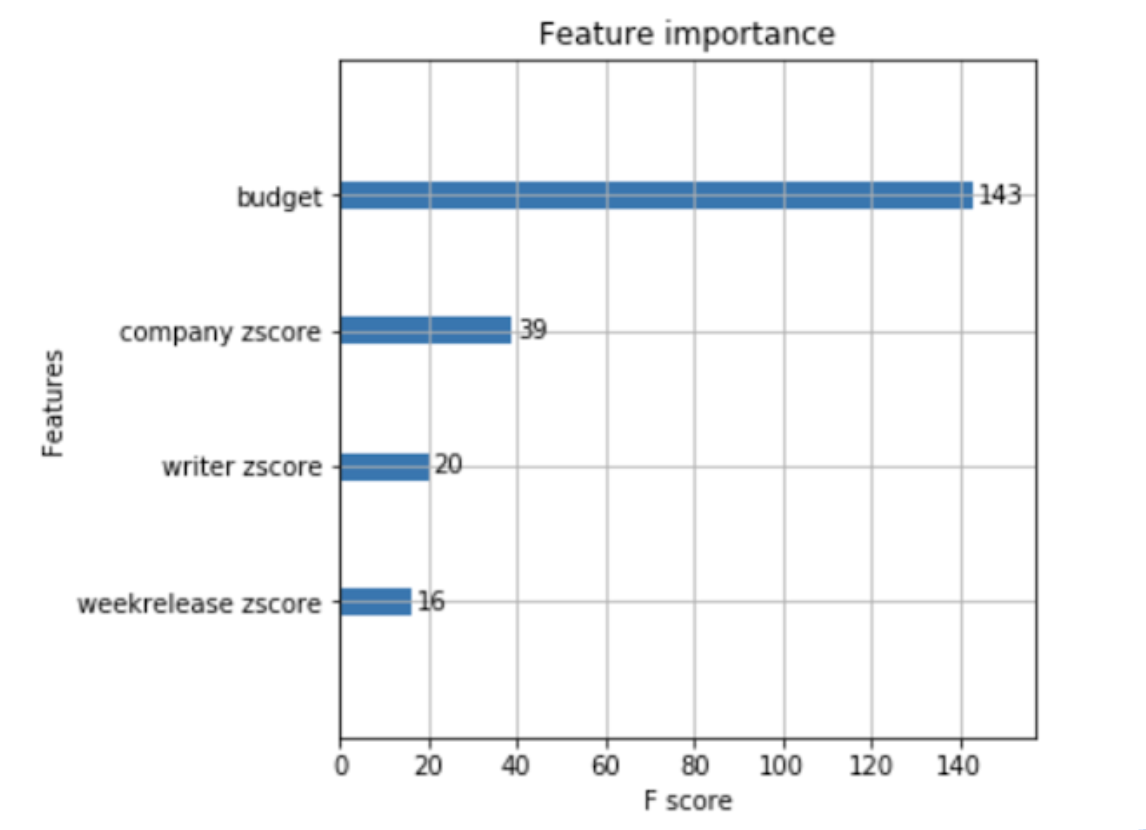 Feature importance
budget
143
company zscore
39
Features
writer zscore
20
weekrelease zscore
16
0 20 40 60 80 100 120 140
F score